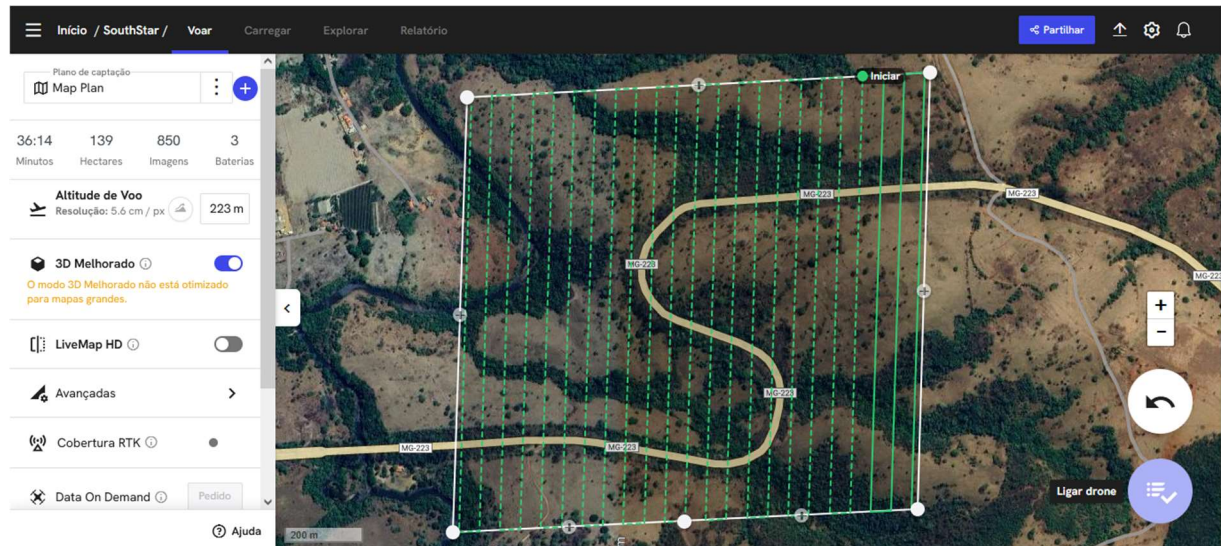 Início / SouthStar / Voar Carregar Explorar Relatório Partilhar
Plano de captação
Map Plan
36:14 139 850 3
Minutos Hectares Imagens Baterias
Altitude de Voo
Resolução: 5.6 cm / px 223 m
3D Melhorado
O modo 3D Melhorado não está otimizado
para mapas grandes.
LiveMap HD
Avançadas
Cobertura RTK
Data On Demand Pedido
Ajuda
Iniciar
MG-223
MG-223
MG-223
MG-223
MG-223
MG-223
MG-223
+
−
Ligar drone
200 m